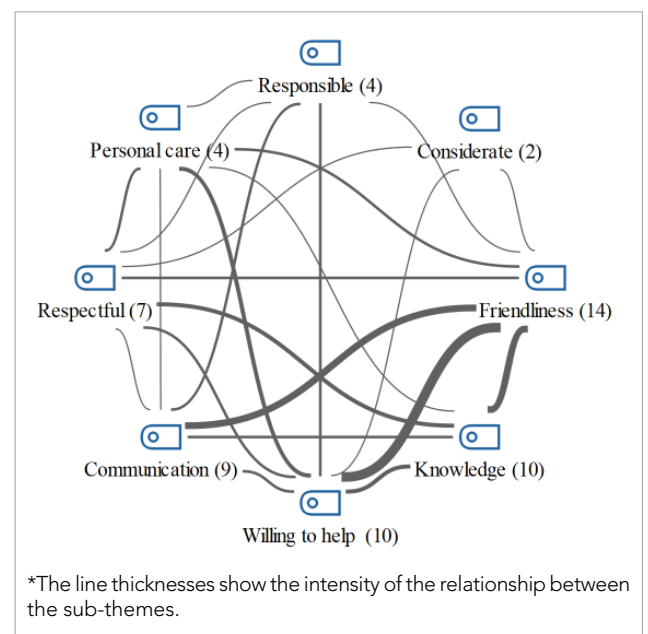 Responsible (4)
Personal care (4)
Considerate (2)
Respectful (7)
Friendliness (14)
Communication (9)
Knowledge (10)
Willing to help (10)
*The line thicknesses show the intensity of the relationship between
the sub-themes.